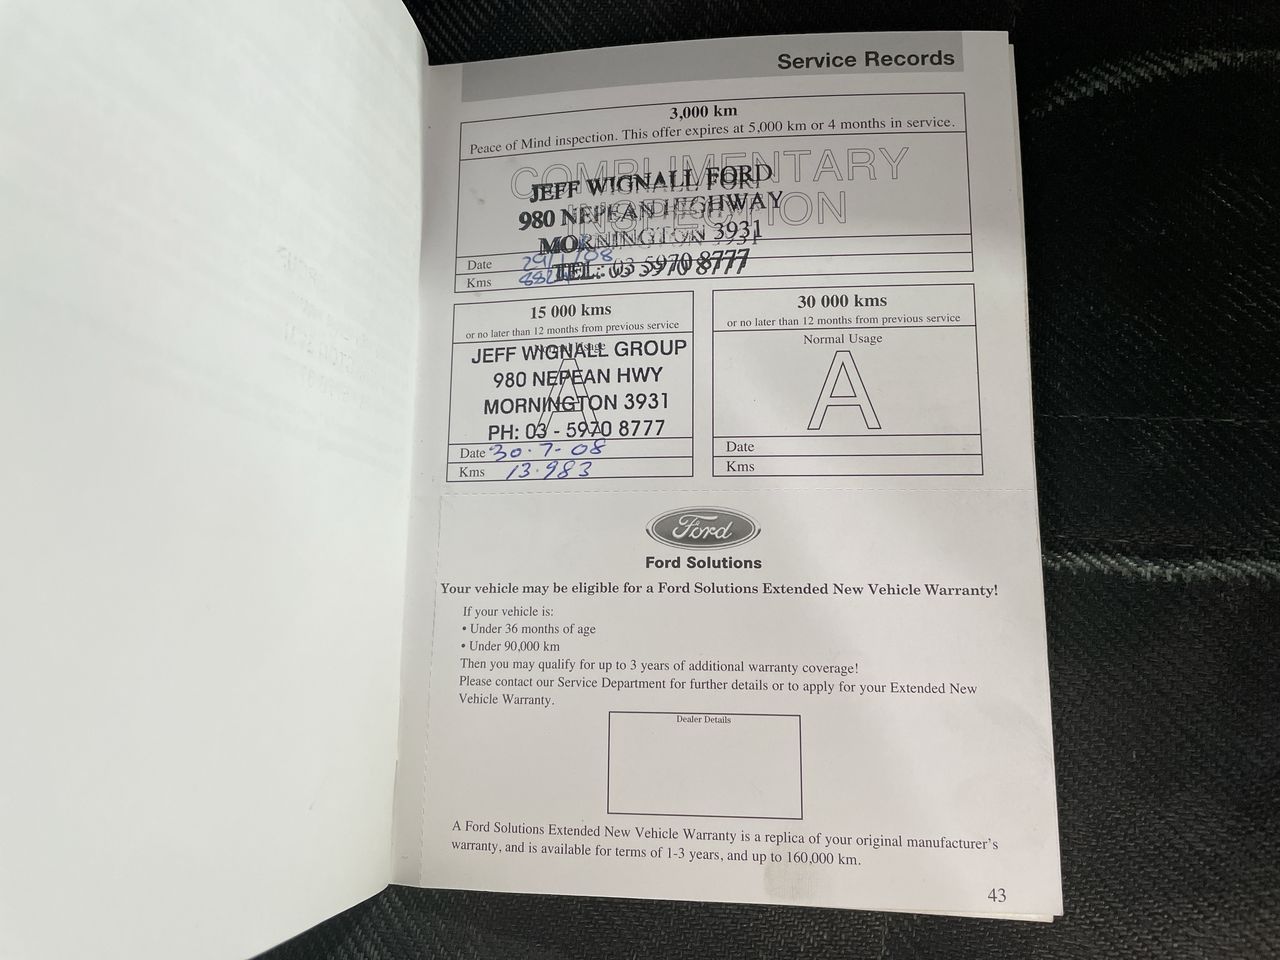 Service Records
3,000 km
Peace of Mind inspection. This offer expires at 5,000 km or 4 months in service.
COMPLIMENTARY
INSPECTION
JEFF WIGNALL FORD
980 NEPEAN HIGHWAY
MORNINGTON 3931
TEL: 03 5970 8777
Date 29/1/08
Kms
15 000 kms
or no later than 12 months from previous service
Normal Usage
A
JEFF WIGNALL GROUP
980 NEPEAN HWY
MORNINGTON 3931
PH: 03 - 5970 8777
Date 30-7-08
Kms 13.983
30 000 kms
or no later than 12 months from previous service
Normal Usage
A
Date
Kms
Ford
Ford Solutions
Your vehicle may be eligible for a Ford Solutions Extended New Vehicle Warranty!
If your vehicle is:
• Under 36 months of age
• Under 90,000 km
Then you may qualify for up to 3 years of additional warranty coverage!
Please contact our Service Department for further details or to apply for your Extended New
Vehicle Warranty.
Dealer Details
A Ford Solutions Extended New Vehicle Warranty is a replica of your original manufacturer's
warranty, and is available for terms of 1-3 years, and up to 160,000 km.
43